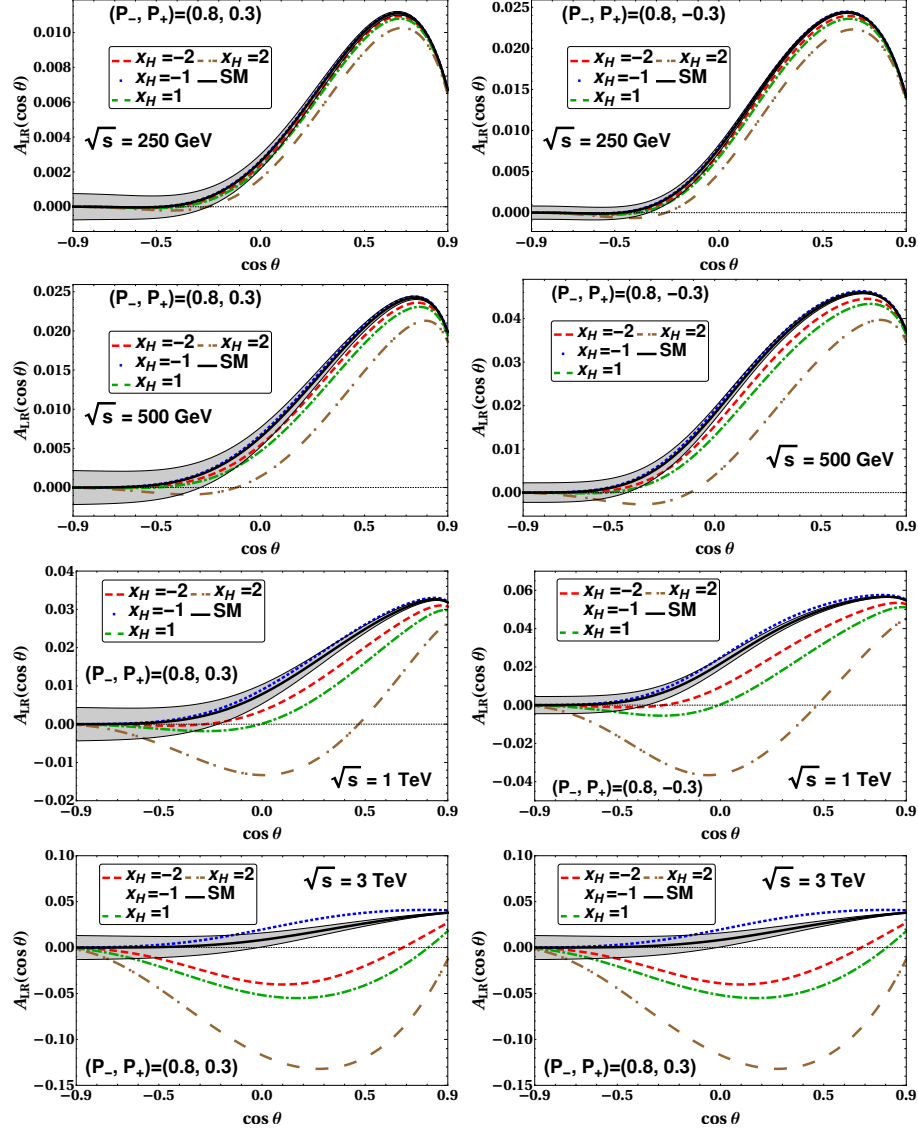 (P₋, P₊)=(0.8, 0.3)
0.010
0.008
0.006
0.004
0.002
0.000
A_LR(cos θ)
x_H =-2 x_H =2
x_H =-1 SM
x_H =1
√s = 250 GeV
-0.9 -0.5 0.0 0.5 0.9
cos θ
(P₋, P₊)=(0.8, -0.3)
0.025
0.020
0.015
0.010
0.005
0.000
A_LR(cos θ)
x_H =-2 x_H =2
x_H =-1 SM
x_H =1
√s = 250 GeV
-0.9 -0.5 0.0 0.5 0.9
cos θ
(P₋, P₊)=(0.8, 0.3)
0.025
0.020
0.015
0.010
0.005
0.000
A_LR(cos θ)
x_H =-2 x_H =2
x_H =-1 SM
x_H =1
√s = 500 GeV
-0.9 -0.5 0.0 0.5 0.9
cos θ
(P₋, P₊)=(0.8, -0.3)
0.04
0.02
0.00
A_LR(cos θ)
x_H =-2 x_H =2
x_H =-1 SM
x_H =1
√s = 500 GeV
-0.9 -0.5 0.0 0.5 0.9
cos θ
0.04
0.03
0.02
0.01
0.00
-0.01
-0.02
A_LR(cos θ)
x_H =-2 x_H =2
x_H =-1 SM
x_H =1
(P₋, P₊)=(0.8, 0.3)
√s = 1 TeV
-0.9 -0.5 0.0 0.5 0.9
cos θ
0.06
0.04
0.02
0.00
-0.02
-0.04
A_LR(cos θ)
x_H =-2 x_H =2
x_H =-1 SM
x_H =1
√s = 1 TeV
(P₋, P₊)=(0.8, -0.3)
-0.9 -0.5 0.0 0.5 0.9
cos θ
0.10
0.05
0.00
-0.05
-0.10
-0.15
A_LR(cos θ)
x_H =-2 x_H =2
x_H =-1 SM
x_H =1
√s = 3 TeV
(P₋, P₊)=(0.8, 0.3)
-0.9 -0.5 0.0 0.5 0.9
cos θ
0.10
0.05
0.00
-0.05
-0.10
-0.15
A_LR(cos θ)
x_H =-2 x_H =2
x_H =-1 SM
x_H =1
√s = 3 TeV
(P₋, P₊)=(0.8, 0.3)
-0.9 -0.5 0.0 0.5 0.9
cos θ